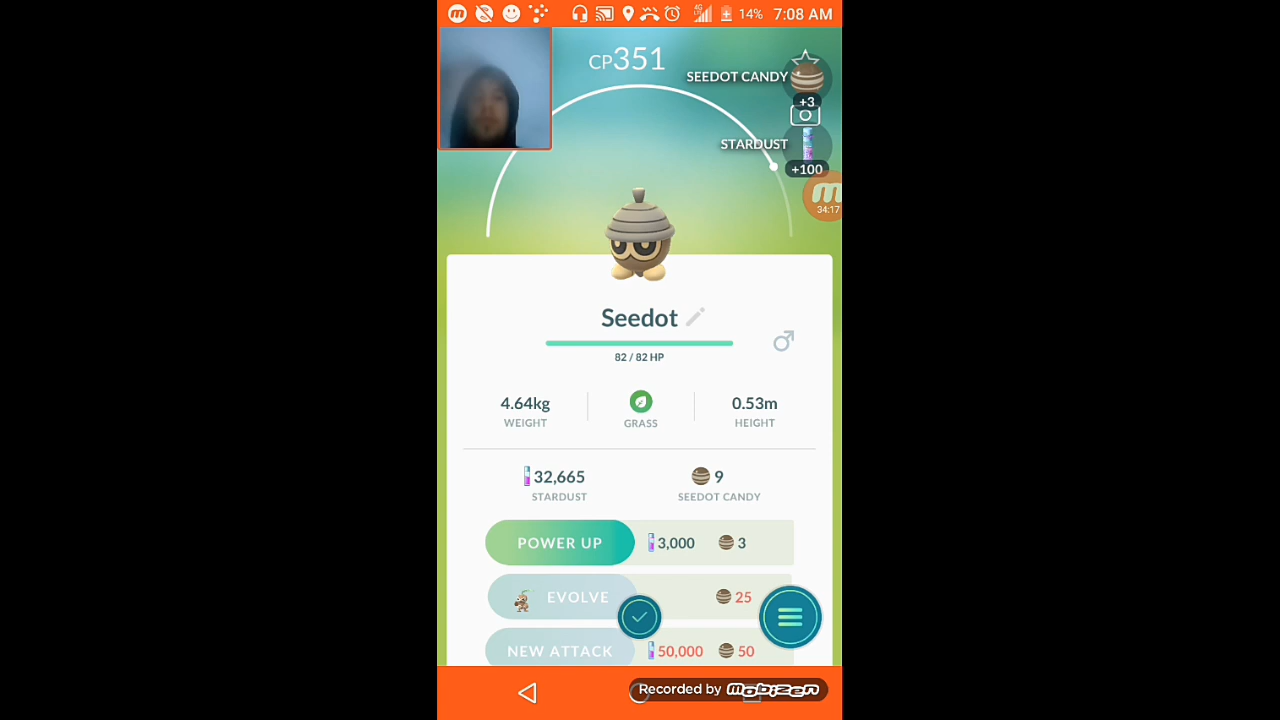 4G
14% 7:08 AM
CP351
SEEDOT CANDY
+3
STARDUST
+100
34:17
Seedot
82 / 82 HP
4.64kg
WEIGHT
GRASS
0.53m
HEIGHT
32,665
STARDUST
9
SEEDOT CANDY
POWER UP 3,000 3
EVOLVE 25
NEW ATTACK 50,000 50
Recorded by mobizen